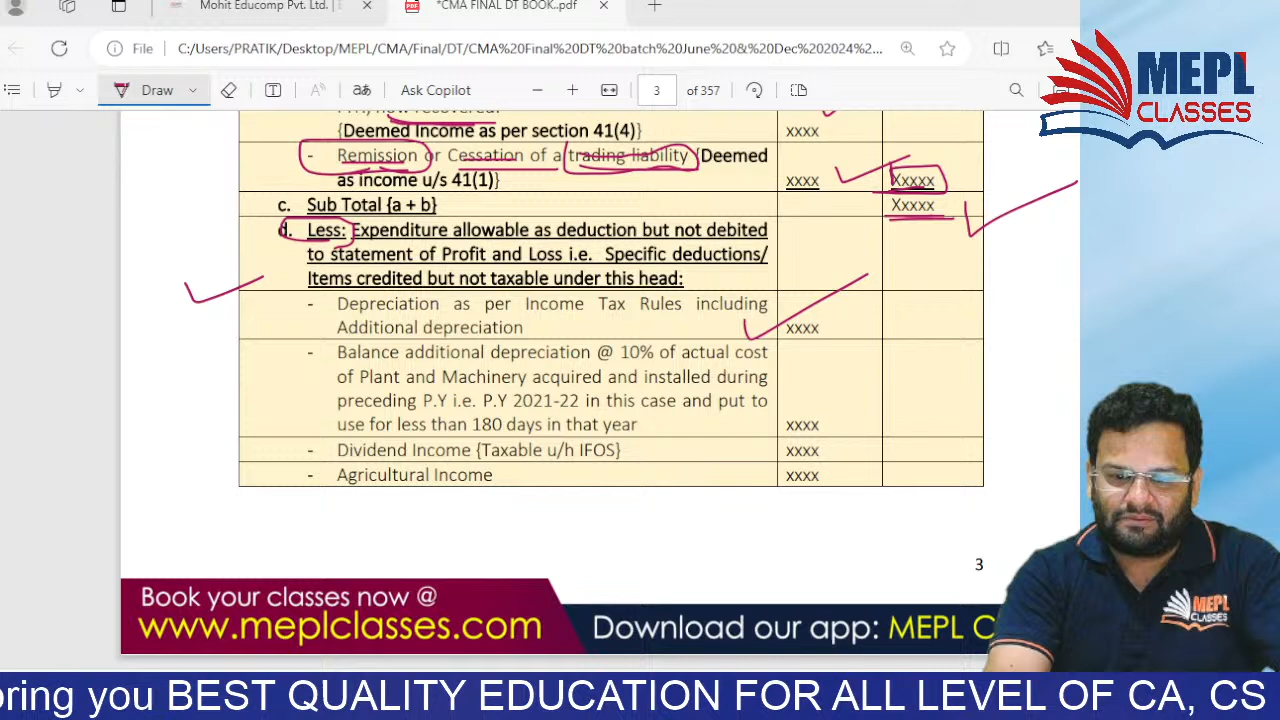 Mohit Educomp Pvt. Ltd. |
*CMA FINAL DT BOOK..pdf
File
C:/Users/PRATIK/Desktop/MEPL/CMA/Final/DT/CMA%20Final%20DT%20batch%20June%20&%20Dec%202024%2...
Draw
Ask Copilot
3
of 357
MEPL
CLASSES
{Deemed Income as per section 41(4)}
xxxx
- Remission or Cessation of a trading liability {Deemed
as income u/s 41(1)}
xxxx
Xxxxx
c. Sub Total {a + b}
Xxxxx
d. Less: Expenditure allowable as deduction but not debited
to statement of Profit and Loss i.e. Specific deductions/
Items credited but not taxable under this head:
- Depreciation as per Income Tax Rules including
Additional depreciation
xxxx
- Balance additional depreciation @ 10% of actual cost
of Plant and Machinery acquired and installed during
preceding P.Y i.e. P.Y 2021-22 in this case and put to
use for less than 180 days in that year
xxxx
- Dividend Income {Taxable u/h IFOS}
xxxx
- Agricultural Income
xxxx
3
MEPL
CLASSES
Book your classes now @
www.meplclasses.com
Download our app: MEPL C
oring you BEST QUALITY EDUCATION FOR ALL LEVEL OF CA, CS